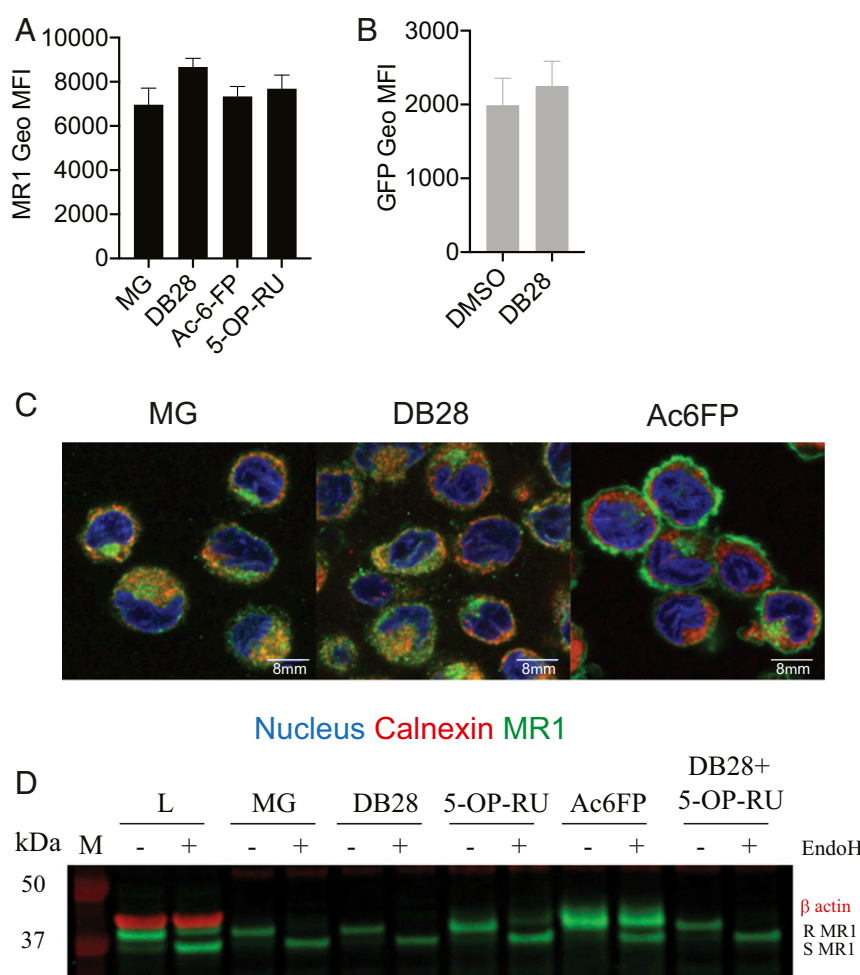 A
MR1 Geo MFI
10000
8000
6000
4000
2000
0
MG
DB28
Ac-6-FP
5-OP-RU
B
GFP Geo MFI
3000
2000
1000
0
DMSO
DB28
C
MG DB28 Ac6FP
8mm 8mm 8mm
Nucleus Calnexin MR1
D
DB28+
L MG DB28 5-OP-RU Ac6FP 5-OP-RU
kDa M - + - + - + - + - + - + EndoH
50
β actin
37 R MR1
S MR1